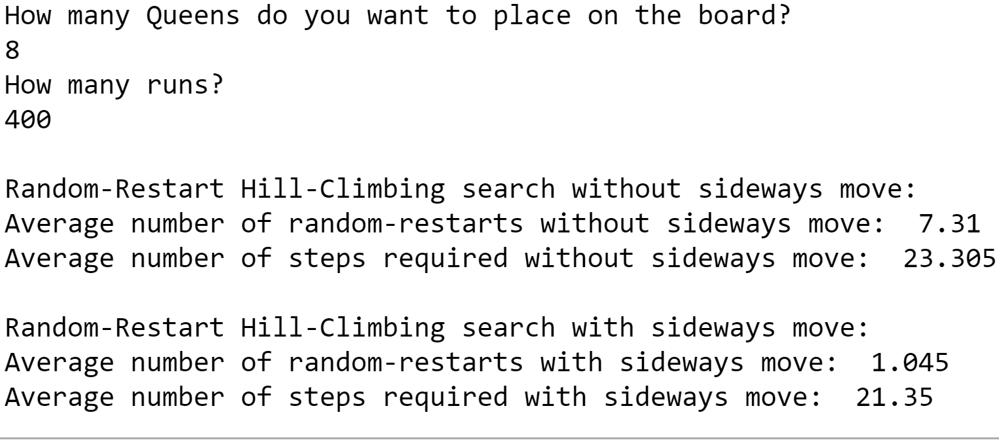 How many Queens do you want to place on the board?
8
How many runs?
400
Random-Restart Hill-Climbing search without sideways move:
Average number of random-restarts without sideways move:  7.31
Average number of steps required without sideways move:  23.305
Random-Restart Hill-Climbing search with sideways move:
Average number of random-restarts with sideways move:  1.045
Average number of steps required with sideways move:  21.35